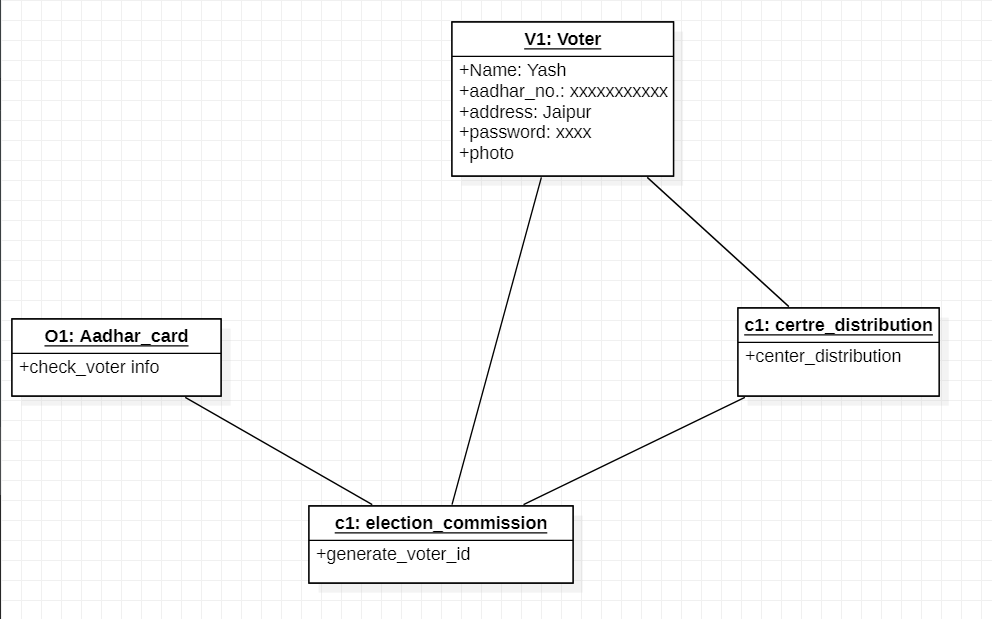 V1: Voter
+Name: Yash
+aadhar_no.: xxxxxxxxxxx
+address: Jaipur
+password: xxxx
+photo
O1: Aadhar_card
+check_voter info
c1: certre_distribution
+center_distribution
c1: election_commission
+generate_voter_id